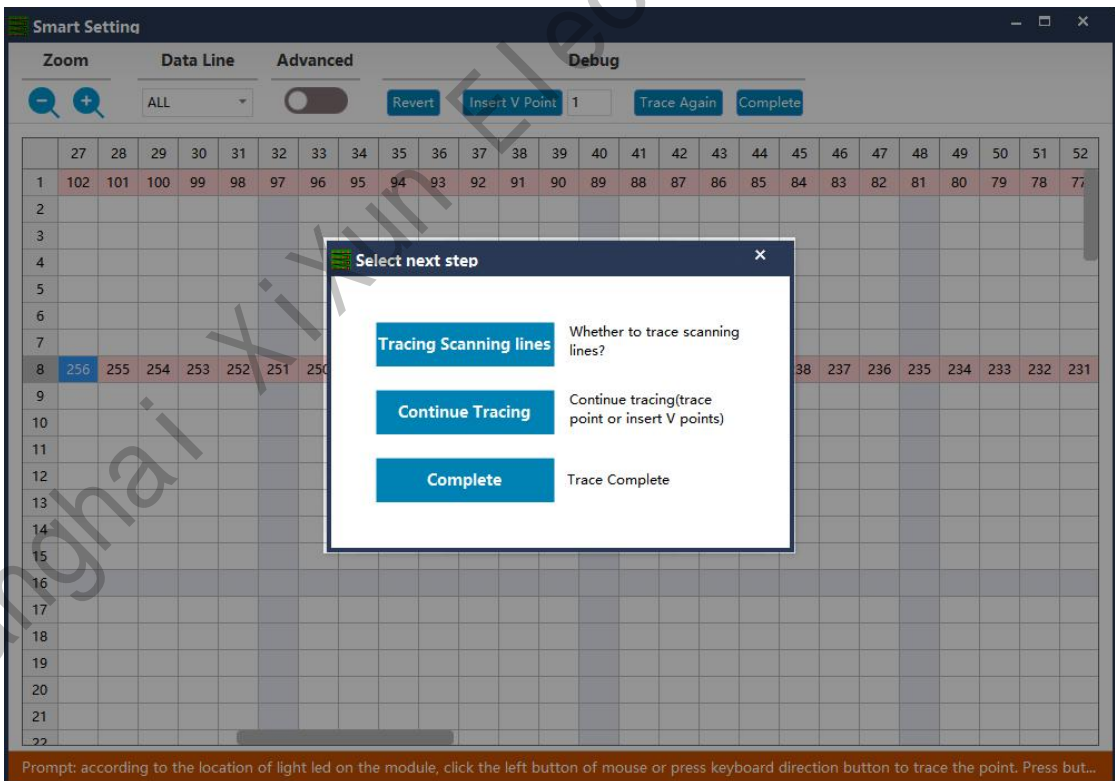 Smart Setting
Zoom Data Line Advanced Debug
ALL Revert Insert V Point 1 Trace Again Complete
27 28 29 30 31 32 33 34 35 36 37 38 39 40 41 42 43 44 45 46 47 48 49 50 51 52
1 102 101 100 99 98 97 96 95 94 93 92 91 90 89 88 87 86 85 84 83 82 81 80 79 78 77
2
3
4
Select next step
5
6
7
Tracing Scanning lines Whether to trace scanning
lines?
8 256 255 254 253 252 251 250 238 237 236 235 234 233 232 231
9
Continue Tracing Continue tracing(trace
point or insert V points)
10
11
12
Complete Trace Complete
13
14
15
16
17
18
19
20
21
22
Prompt: according to the location of light led on the module, click the left button of mouse or press keyboard direction button to trace the point. Press but...
anghai XiXun Elec